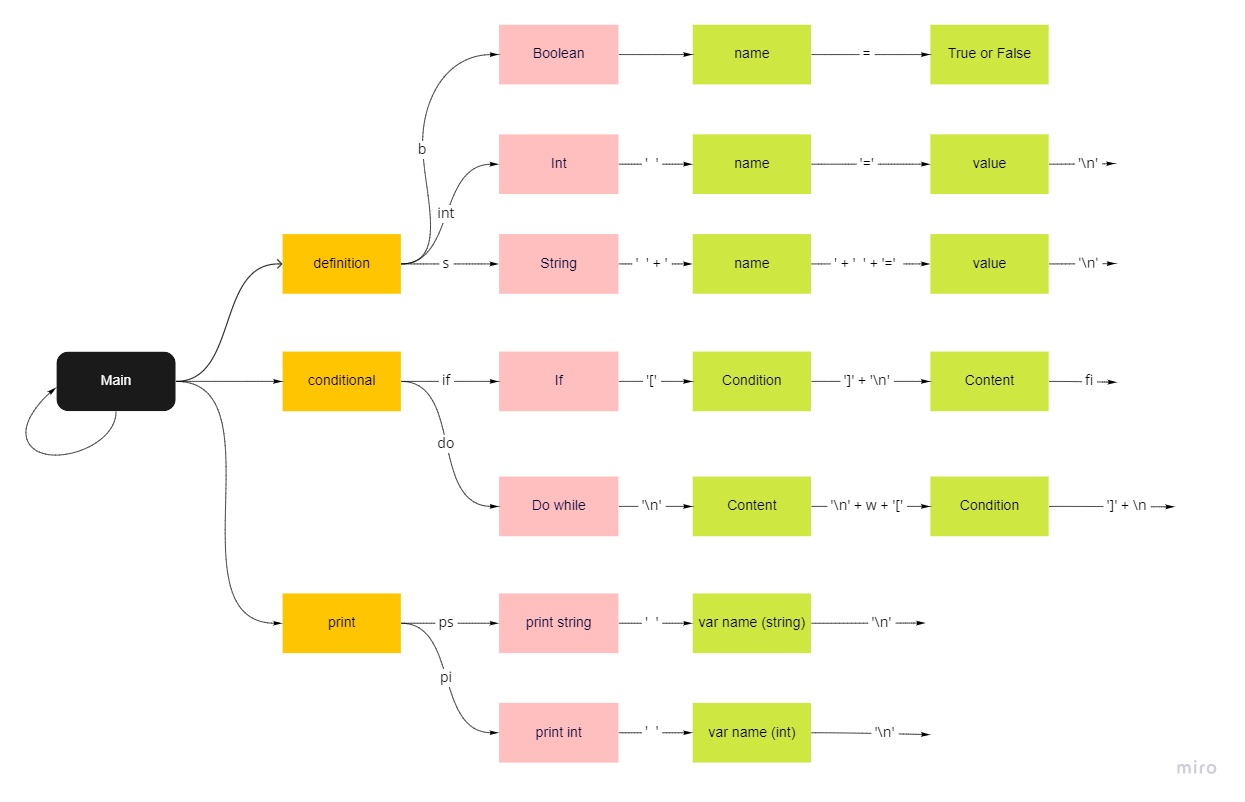 Boolean
name
=
True or False
b
Int
' '
name
'='
value
'\n'
int
definition
s
String
' ' + '
name
' + ' ' + '='
value
'\n'
Main
conditional
if
If
'['
Condition
']' + '\n'
Content
fi
do
Do while
'\n'
Content
'\n' + w + '['
Condition
']' + \n
print
ps
print string
' '
var name (string)
'\n'
pi
print int
' '
var name (int)
'\n'
miro